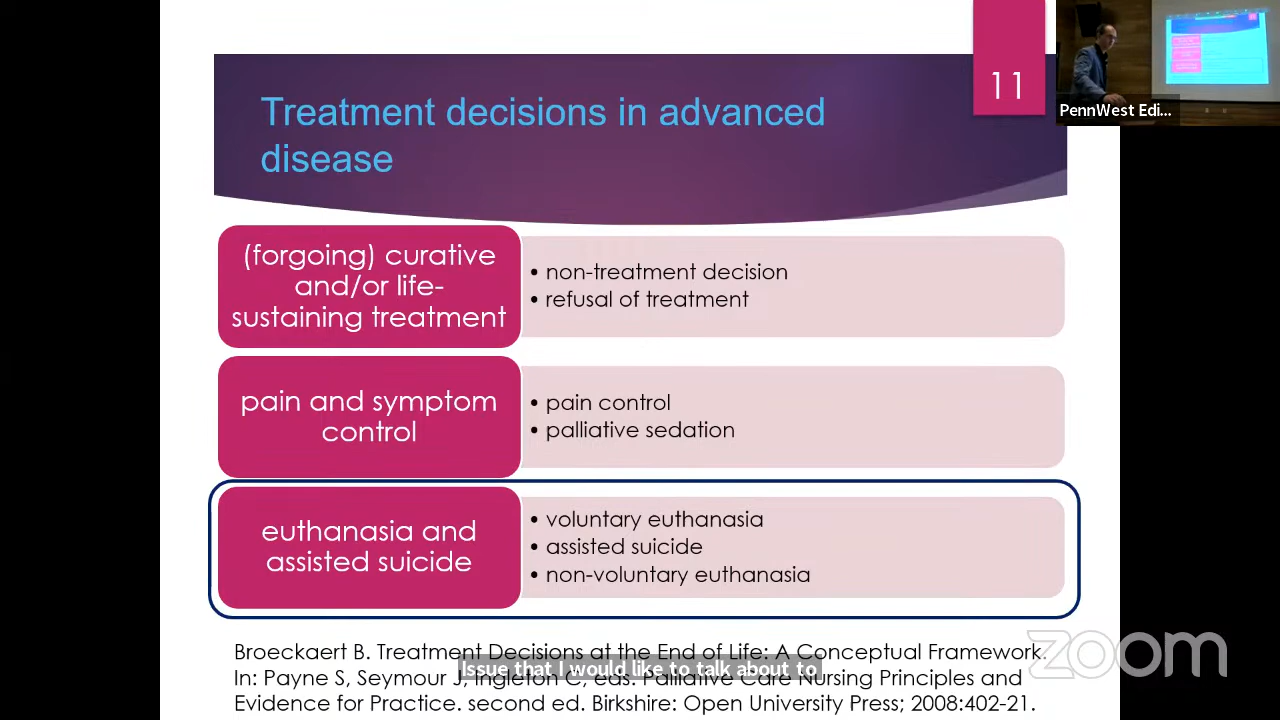 11
PennWest Edi...
Treatment decisions in advanced
disease
(forgoing) curative
and/or life-
sustaining treatment
• non-treatment decision
• refusal of treatment
pain and symptom
control
• pain control
• palliative sedation
euthanasia and
assisted suicide
• voluntary euthanasia
• assisted suicide
• non-voluntary euthanasia
Broeckaert B. Treatment Decisions at the End of Life: A Conceptual Framework.
Issue that I would like to talk about to
In: Payne S, Seymour J, Ingleton C, eds. Palliative Care Nursing Principles and
Evidence for Practice. second ed. Birkshire: Open University Press; 2008:402-21.
zoom